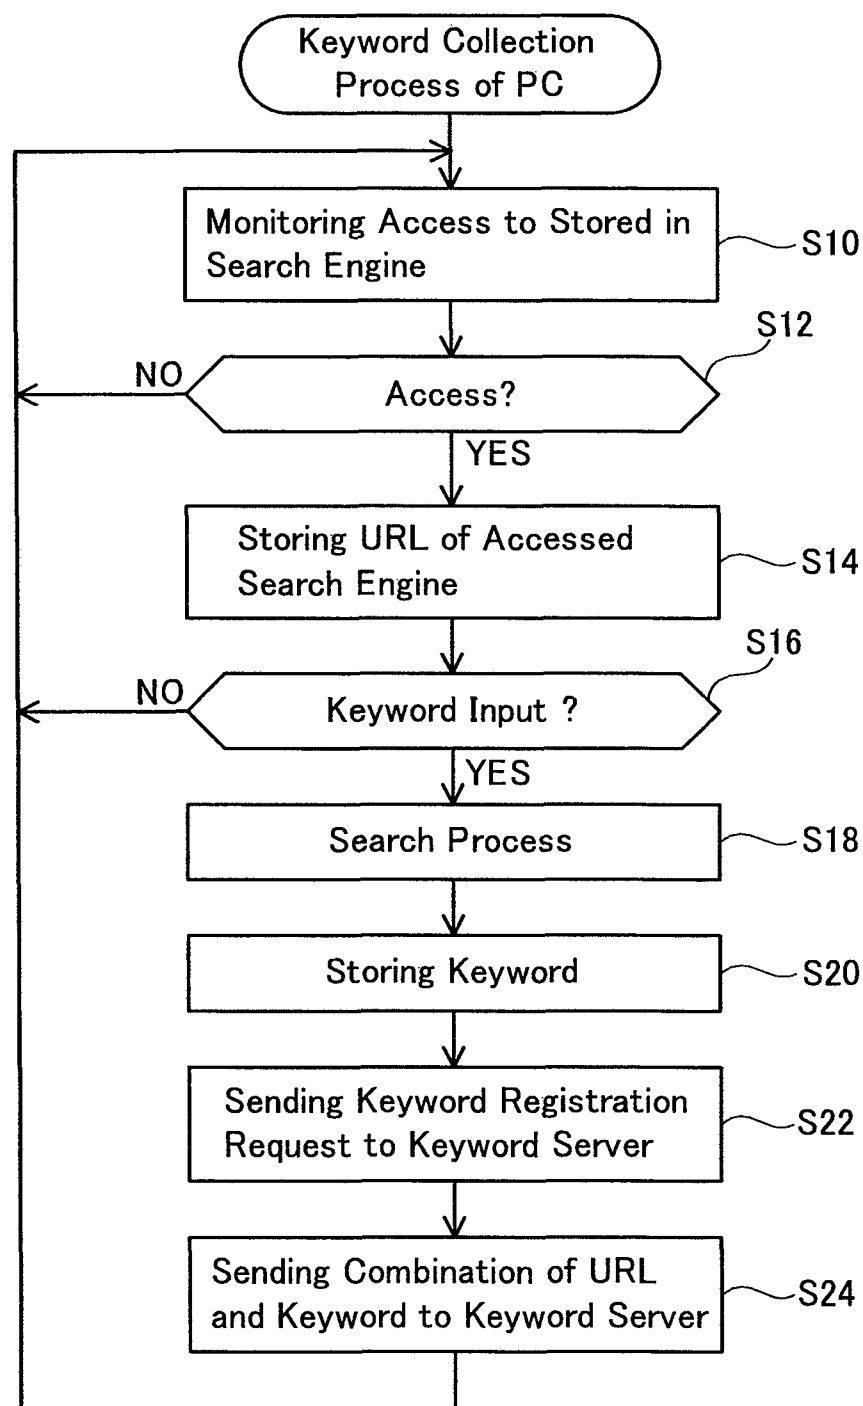 Keyword Collection
Process of PC
Monitoring Access to Stored in
Search Engine
S10
S12
NO
Access?
YES
Storing URL of Accessed
Search Engine
S14
S16
NO
Keyword Input ?
YES
Search Process
S18
Storing Keyword
S20
Sending Keyword Registration
Request to Keyword Server
S22
Sending Combination of URL
and Keyword to Keyword Server
S24